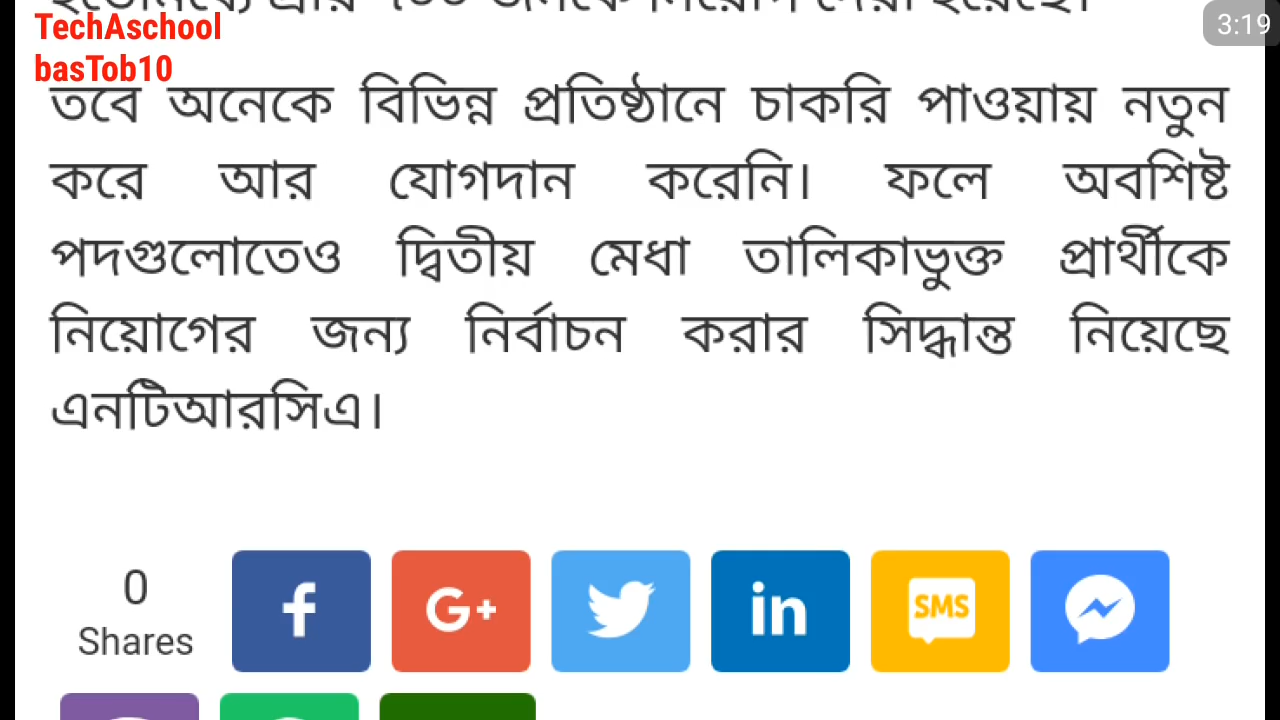 TechAschool
basTob10
3:19
তবে অনেকে বিভিন্ন প্রতিষ্ঠানে চাকরি পাওয়ায় নতুন
করে আর যোগদান করেনি। ফলে অবশিষ্ট
পদগুলোতেও দ্বিতীয় মেধা তালিকাভুক্ত প্রার্থীকে
নিয়োগের জন্য নির্বাচন করার সিদ্ধান্ত নিয়েছে
এনটিআরসিএ।
0
Shares
f
G+
in
SMS